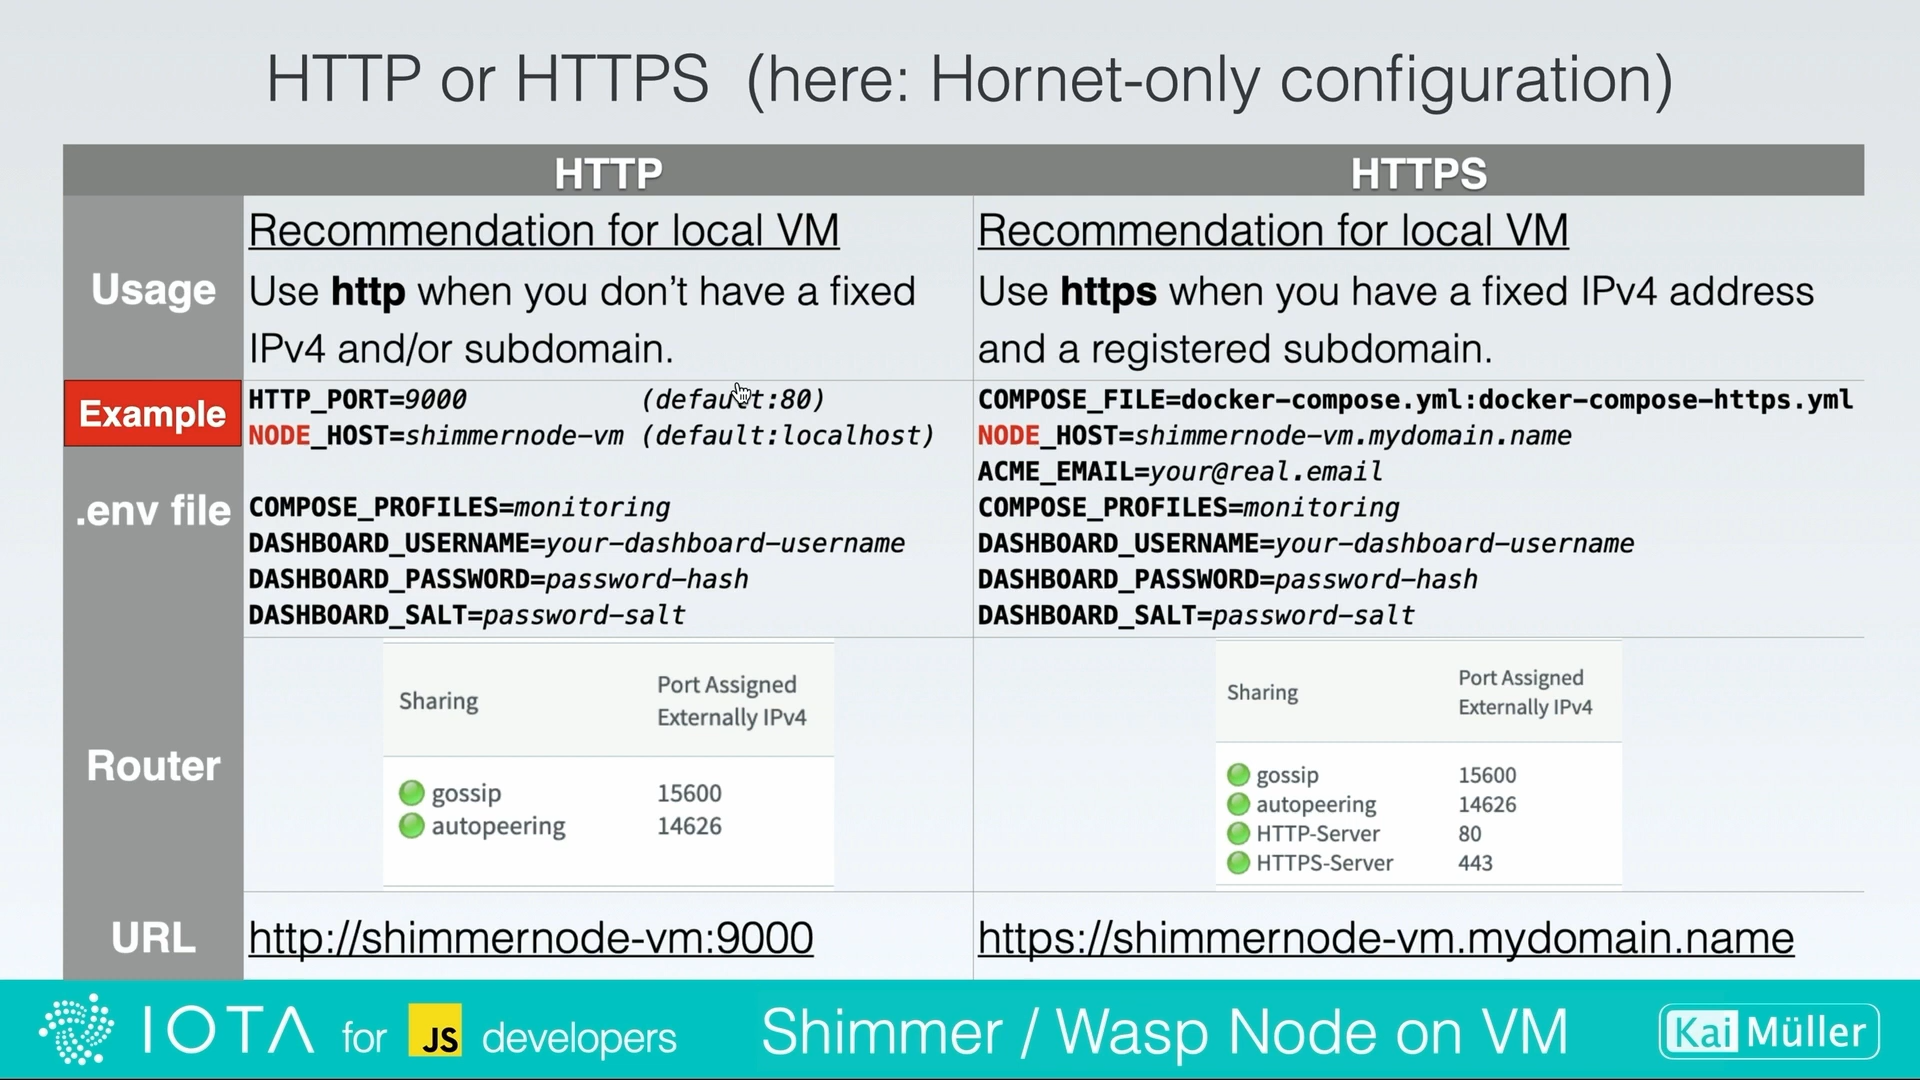 HTTP or HTTPS (here: Hornet-only configuration)
HTTP
HTTPS
Usage
Recommendation for local VM
Use http when you don't have a fixed
IPv4 and/or subdomain.
Recommendation for local VM
Use https when you have a fixed IPv4 address
and a registered subdomain.
Example
.env file
HTTP_PORT=9000 (default:80)
NODE_HOST=shimmernode-vm (default:localhost)
COMPOSE_PROFILES=monitoring
DASHBOARD_USERNAME=your-dashboard-username
DASHBOARD_PASSWORD=password-hash
DASHBOARD_SALT=password-salt
COMPOSE_FILE=docker-compose.yml:docker-compose-https.yml
NODE_HOST=shimmernode-vm.mydomain.name
ACME_EMAIL=your@real.email
COMPOSE_PROFILES=monitoring
DASHBOARD_USERNAME=your-dashboard-username
DASHBOARD_PASSWORD=password-hash
DASHBOARD_SALT=password-salt
Router
Sharing
Port Assigned
Externally IPv4
gossip 15600
autopeering 14626
Sharing
Port Assigned
Externally IPv4
gossip 15600
autopeering 14626
HTTP-Server 80
HTTPS-Server 443
URL
http://shimmernode-vm:9000
https://shimmernode-vm.mydomain.name
IOTA for JS developers
Shimmer / Wasp Node on VM
Kai Müller